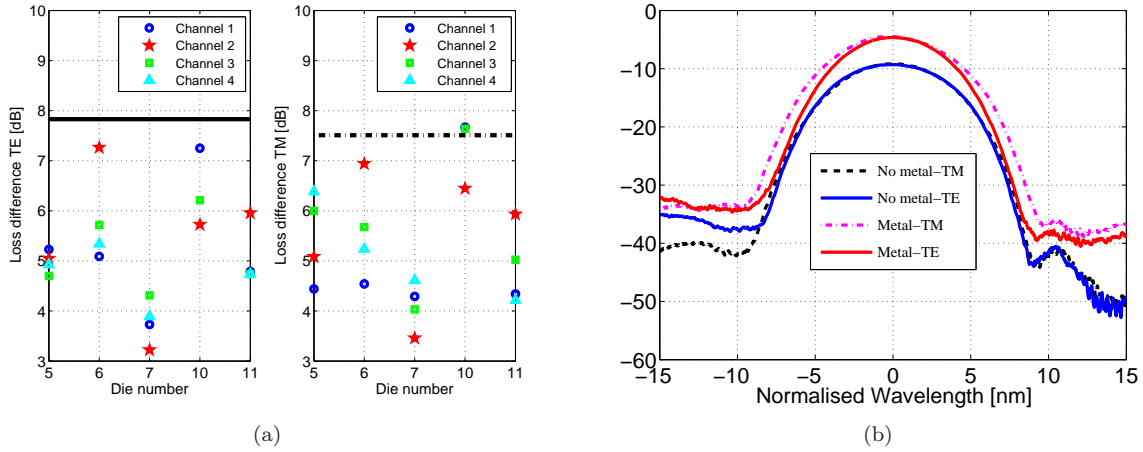 10
9
8
7
6
5
4
3
Loss difference TE [dB]
5 6 7 10 11
Die number
Channel 1
Channel 2
Channel 3
Channel 4
10
9
8
7
6
5
4
3
Loss difference TM [dB]
5 6 7 10 11
Die number
Channel 1
Channel 2
Channel 3
Channel 4
(a)
0
−10
−20
−30
−40
−50
−60
−15 −10 −5 0 5 10 15
Normalised Wavelength [nm]
No metal−TM
No metal−TE
Metal−TM
Metal−TE
(b)